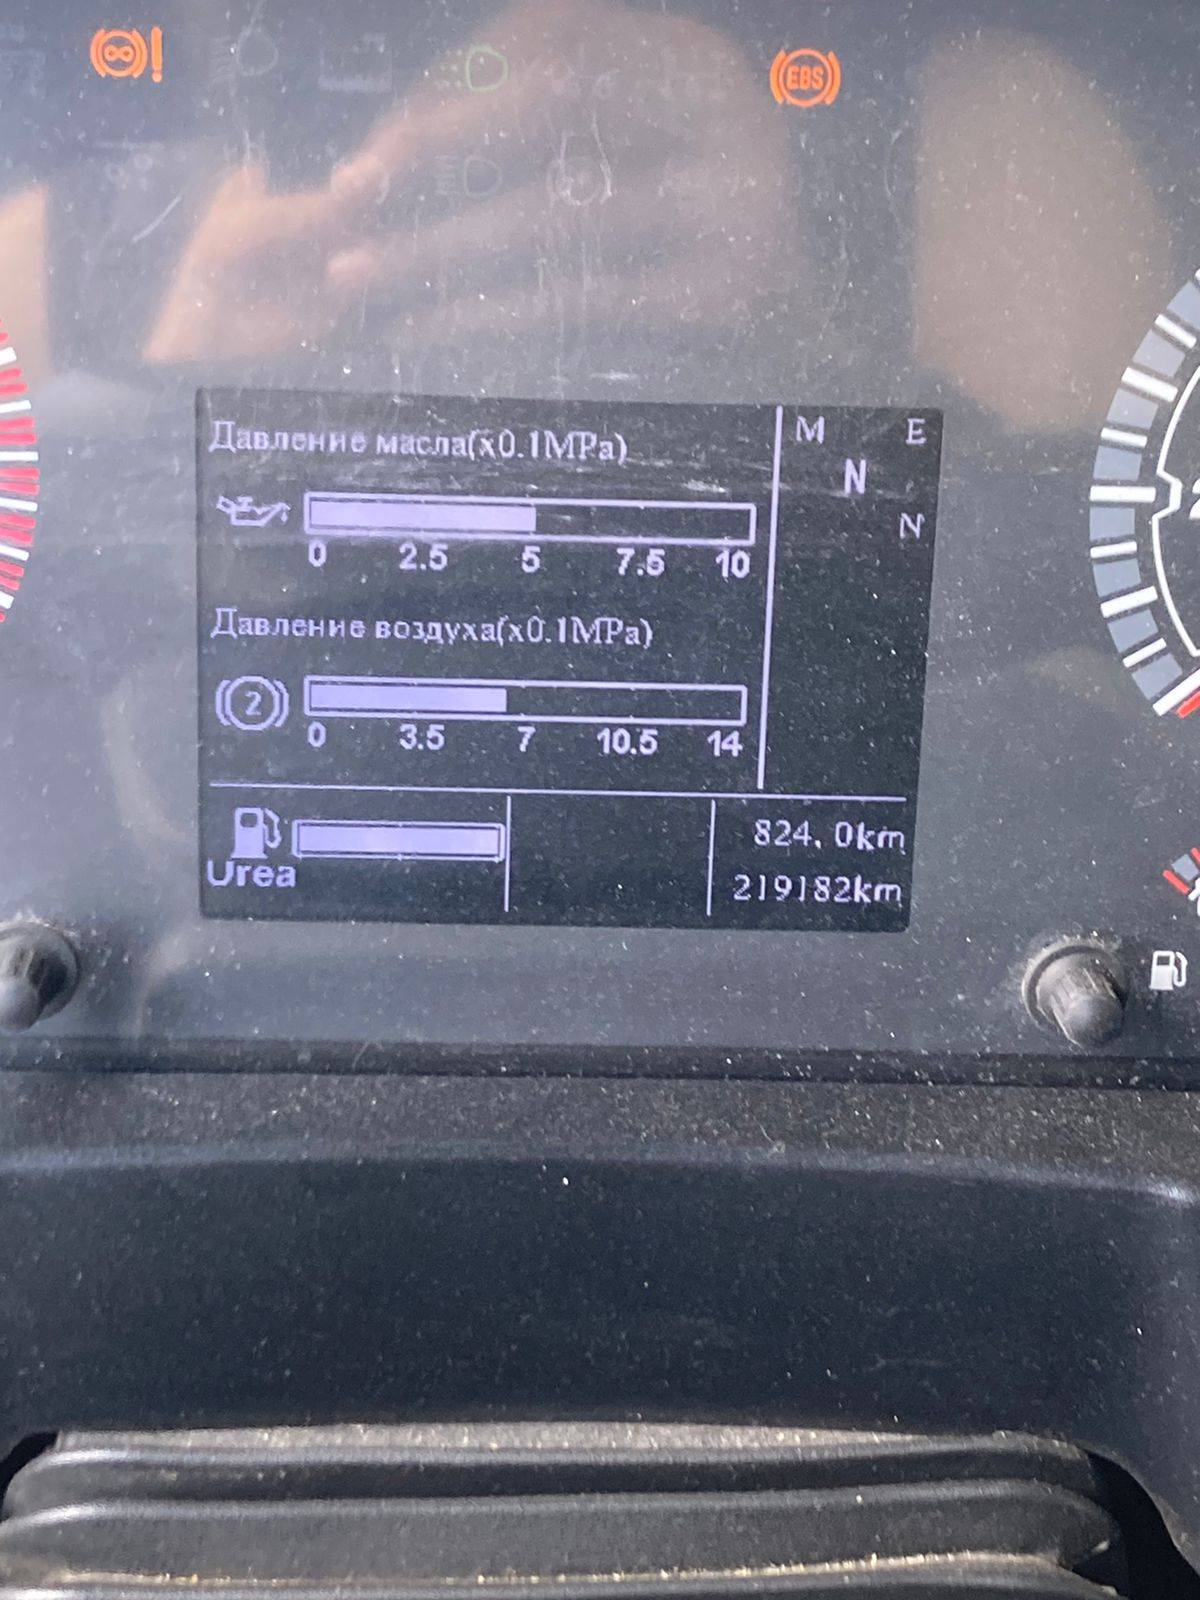 EBS
Давление масла(x0.1MPa)
M E
N
N
0 2.5 5 7.5 10
Давление воздуха(x0.1MPa)
2
0 3.5 7 10.5 14
Urea
824.0km
219182km